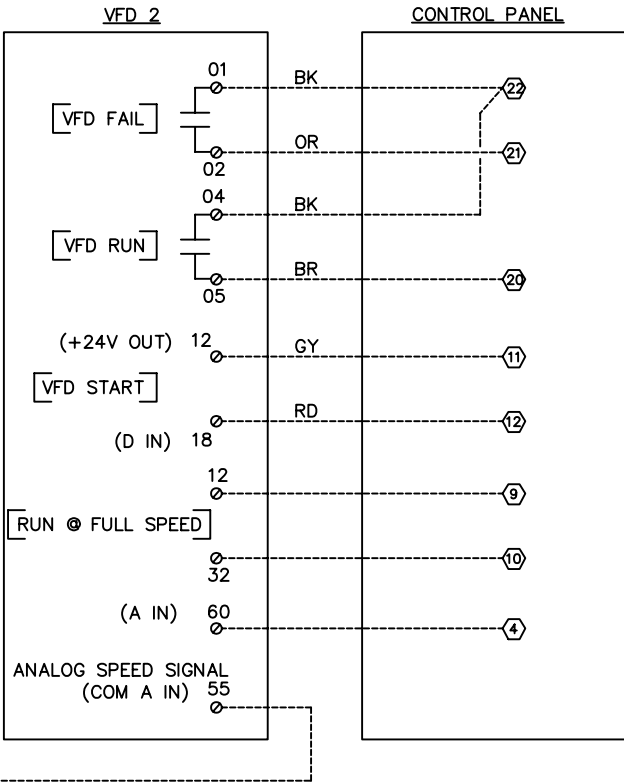 VFD 2
CONTROL PANEL
01
BK
22
[VFD FAIL]
OR
21
02
04
BK
[VFD RUN]
BR
20
05
(+24V OUT) 12
GY
11
[VFD START]
RD
12
(D IN) 18
12
9
[RUN @ FULL SPEED]
10
32
(A IN) 60
4
ANALOG SPEED SIGNAL
(COM A IN) 55